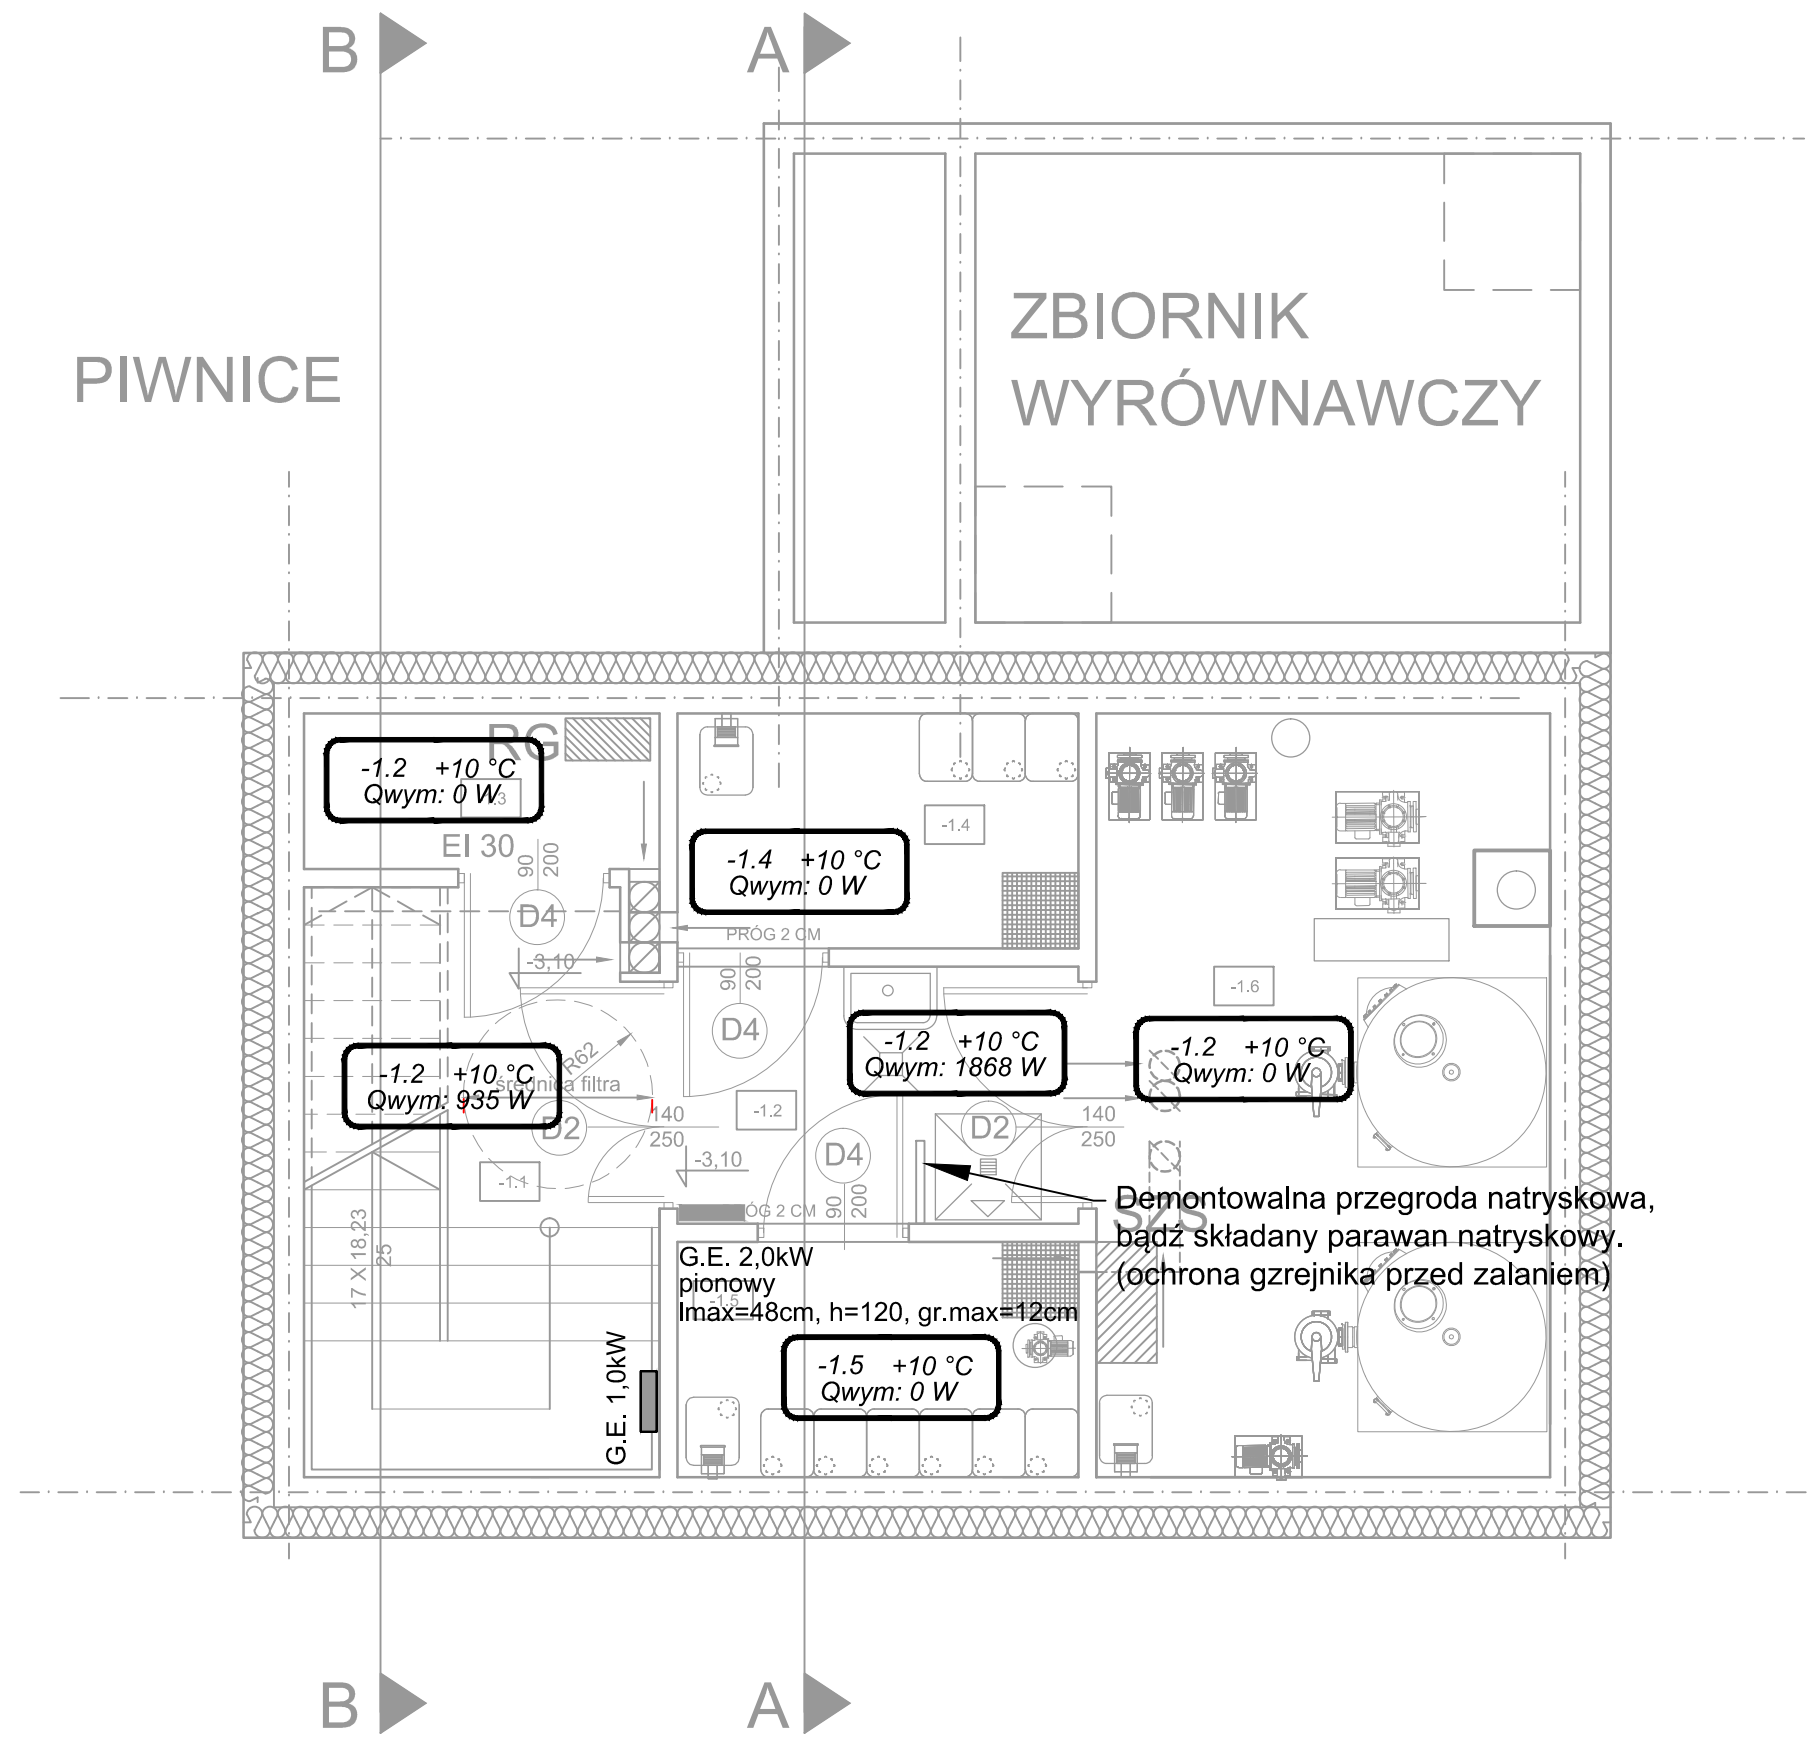 B
A
ZBIORNIK
WYRÓWNAWCZY
PIWNICE
RG
-1.2 +10 °C
Qwym: 0 W
EI 30
90
200
D4
-3,10
-1.4
-1.4 +10 °C
Qwym: 0 W
PRÓG 2 CM
90
200
D4
-1.6
-1.2 +10 °C
Qwym: 1868 W
-1.2 +10 °C
Qwym: 0 W
R62
-1.2 +10 °C
średnica filtra
Qwym: 935 W
D2
140
250
-1.2
D2
140
250
-3,10
D4
-1.1
90
200
ÓG 2 CM
17 X 18,23
25
SZS
Demontowalna przegroda natryskowa,
bądź składany parawan natryskowy.
(ochrona gzrejnika przed zalaniem)
G.E. 2,0kW
pionowy
-1.5
lmax=48cm, h=120, gr.max=12cm
G.E. 1,0kW
-1.5 +10 °C
Qwym: 0 W
B
A